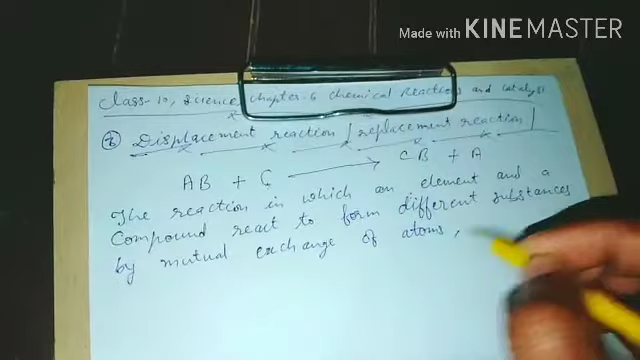 Made with KINEMASTER
Class-10, science, chapter-6 chemical Reactions and catalyst
Displacement reaction / replacement reaction /
AB + C ⟶ CB + A
The reaction in which an element and a
Compound react to form different substances
by mutual exchange of atoms,